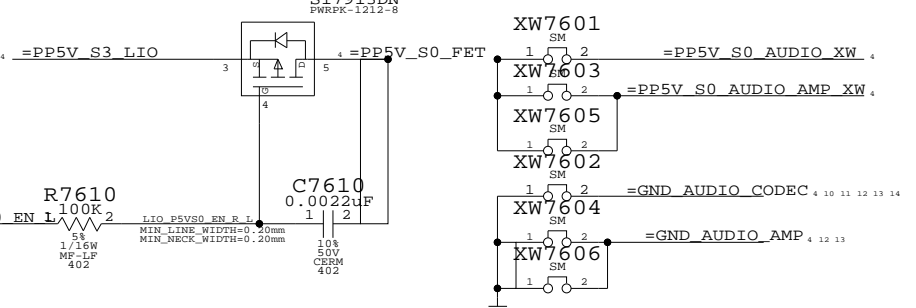 PWRPK-1212-8
4 =PP5V_S3_LIO
3
5
4 =PP5V_S0_FET
S
D
G
4
R7610
100K
_EN_L
1
2
5%
1/16W
MF-LF
402
LIO_P5VS0_EN_R_L
MIN_LINE_WIDTH=0.20mm
MIN_NECK_WIDTH=0.20mm
C7610
0.0022uF
1
2
10%
50V
CERM
402
XW7601
SM
1
2
=PP5V_S0_AUDIO_XW 4
XW7603
SM
1
2
=PP5V_S0_AUDIO_AMP_XW 4
XW7605
SM
1
2
XW7602
SM
1
2
=GND_AUDIO_CODEC 4 10 11 12 13 14
XW7604
SM
1
2
=GND_AUDIO_AMP 4 12 13
XW7606
SM
1
2